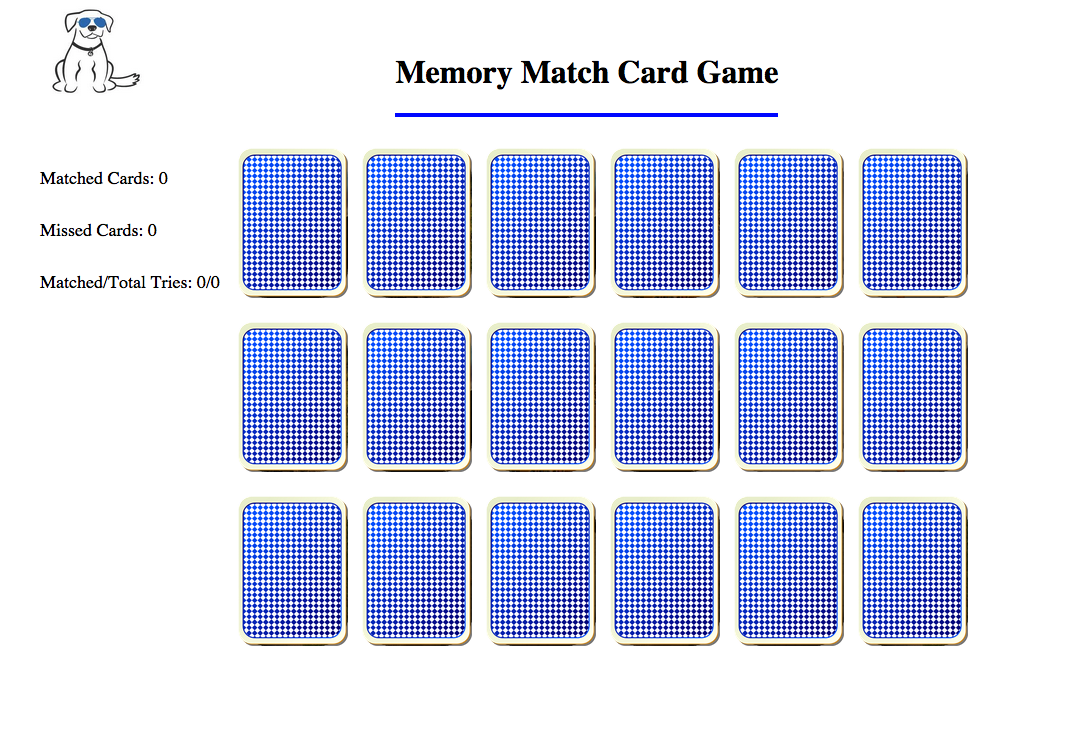 Memory Match Card Game
Matched Cards: 0
Missed Cards: 0
Matched/Total Tries: 0/0